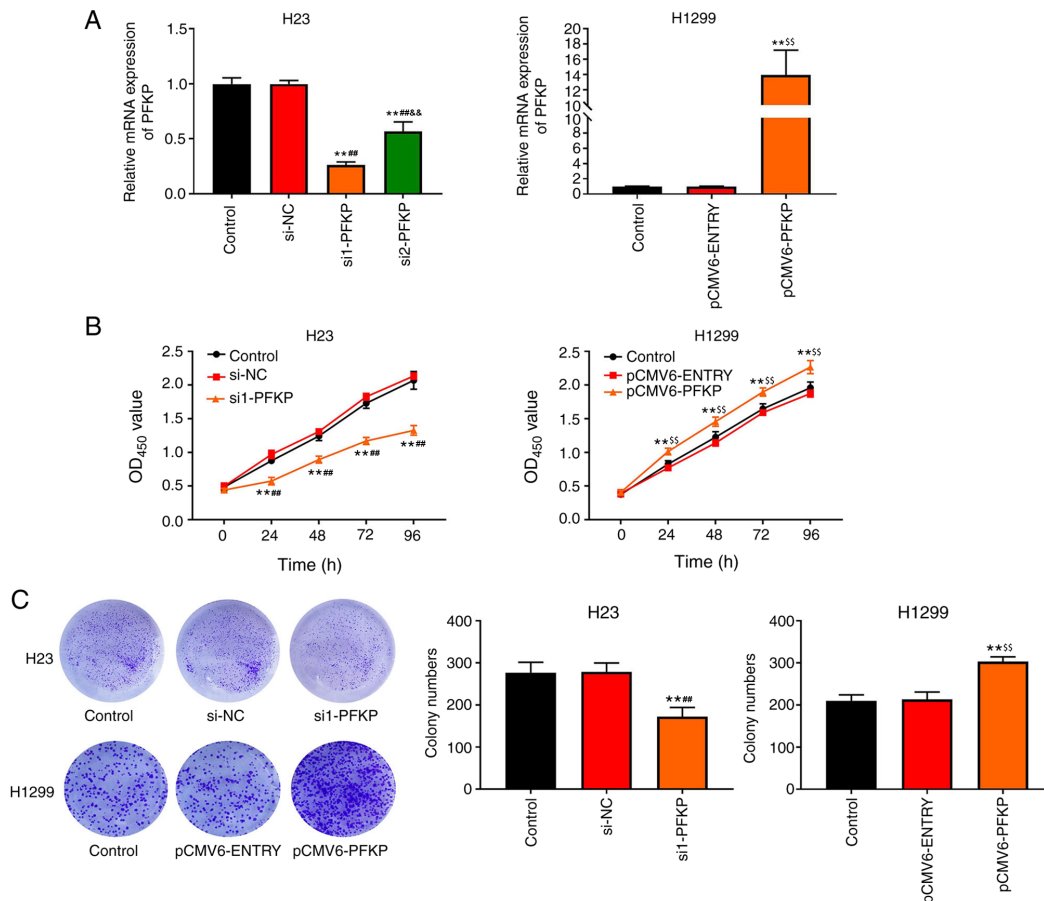 A
H23
Relative mRNA expression
of PFKP
1.5
1.0
0.5
0.0
**##
**##&&
Control
si-NC
si1-PFKP
si2-PFKP
H1299
Relative mRNA expression
of PFKP
20
18
16
14
12
10
10
8
6
4
2
0
**$$
Control
pCMV6-ENTRY
pCMV6-PFKP
B
H23
OD450 value
2.5
2.0
1.5
1.0
0.5
0.0
Control
si-NC
si1-PFKP
**##
**##
**##
**##
0 24 48 72 96
Time (h)
H1299
OD450 value
2.5
2.0
1.5
1.0
0.5
0.0
Control
pCMV6-ENTRY
pCMV6-PFKP
**$$
**$$
**$$
**$$
0 24 48 72 96
Time (h)
C
H23
Control si-NC si1-PFKP
H1299
Control pCMV6-ENTRY pCMV6-PFKP
H23
Colony numbers
400
300
200
100
0
**##
Control
si-NC
si1-PFKP
H1299
Colony numbers
400
300
200
100
0
**$$
Control
pCMV6-ENTRY
pCMV6-PFKP